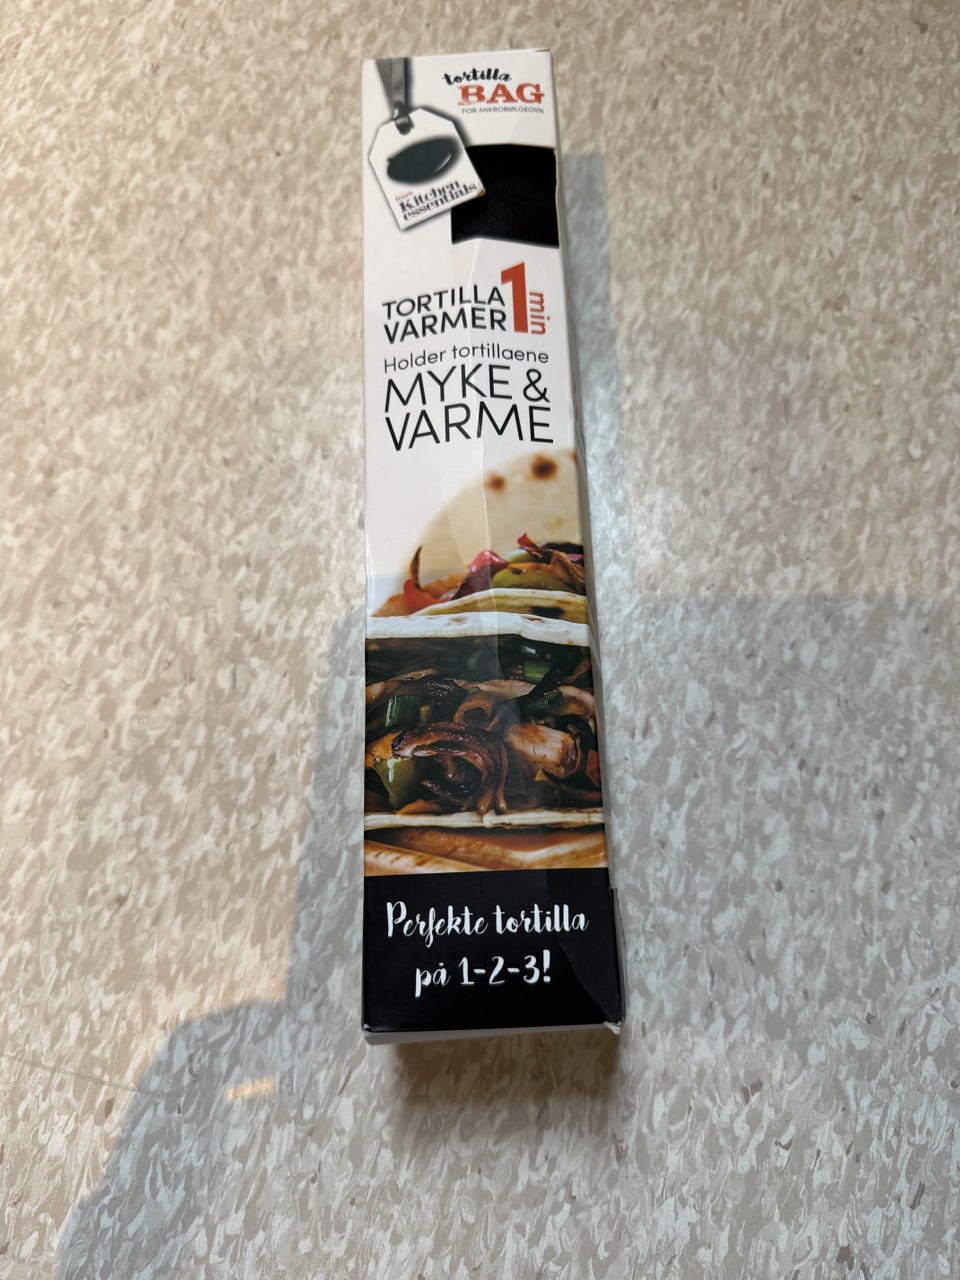 tortilla
BAG
FOR MIKROBØLGEOVN
from
Kitchen
essentials
TORTILLA 1 min
VARMER
Holder tortillaene
MYKE &
VARME
Perfekte tortilla
på 1-2-3!